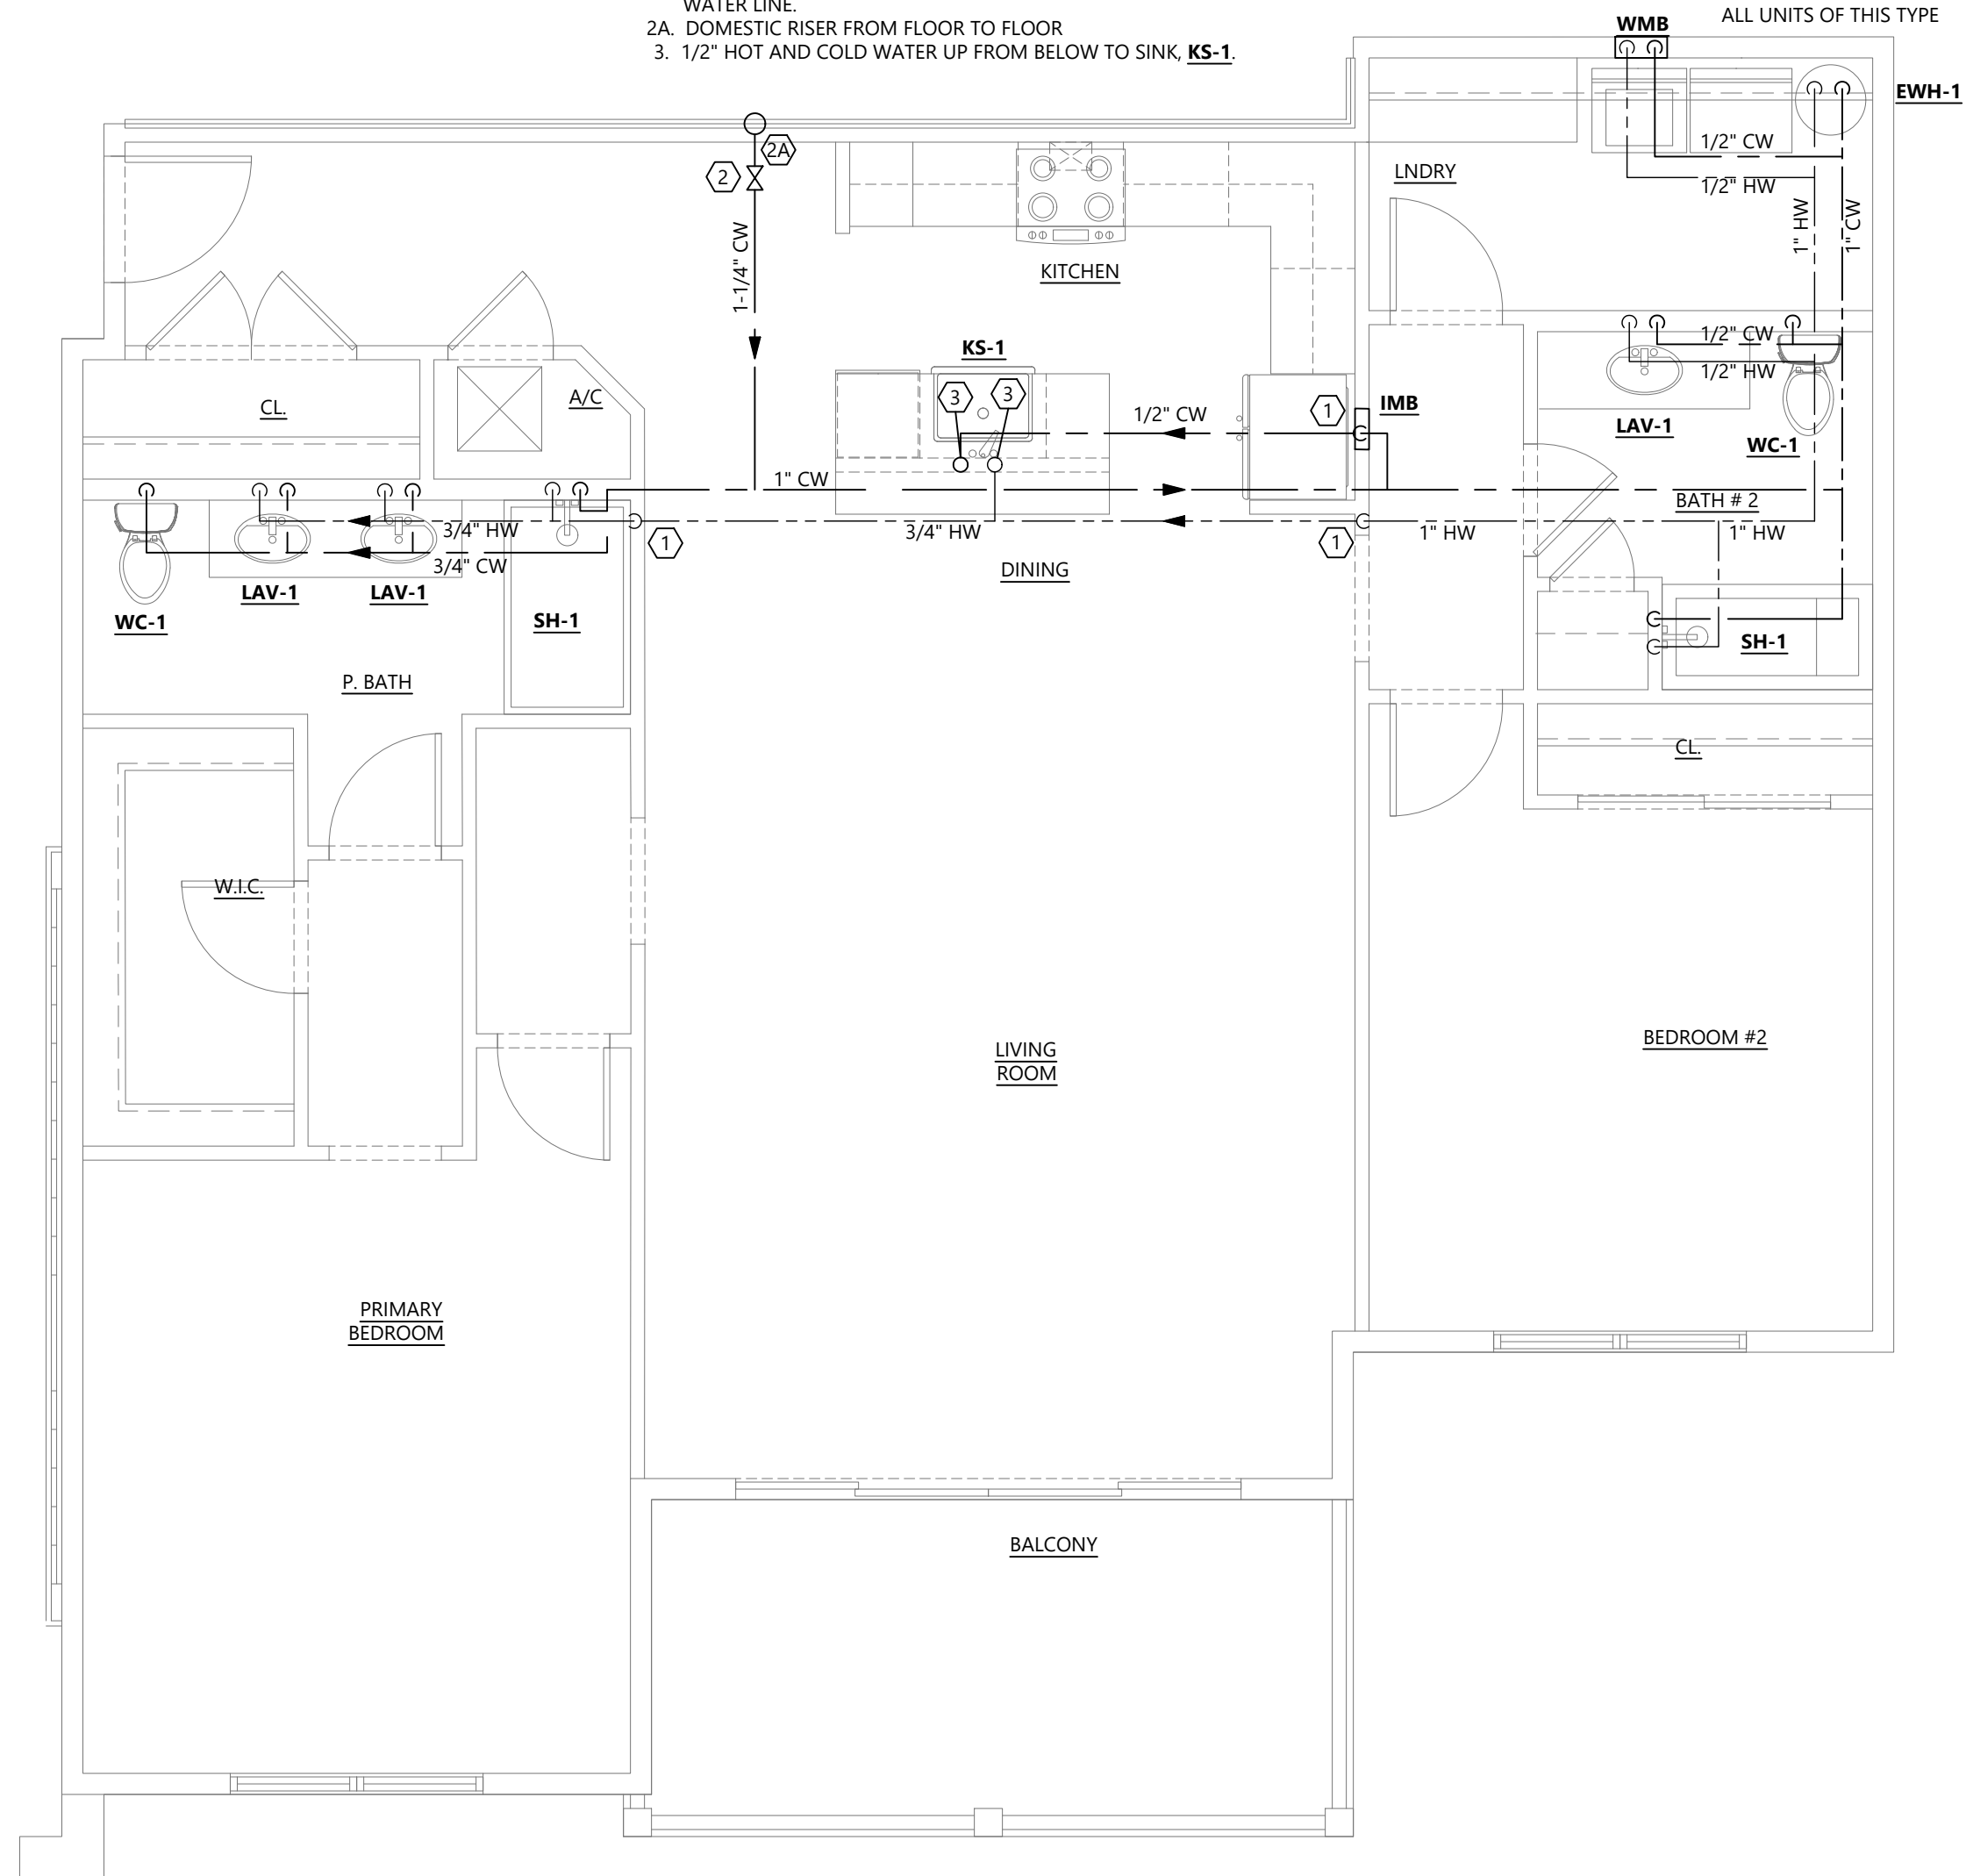 WATER LINE.
2A. DOMESTIC RISER FROM FLOOR TO FLOOR
3. 1/2" HOT AND COLD WATER UP FROM BELOW TO SINK, KS-1.
ALL UNITS OF THIS TYPE
WMB
EWH-1
2A
2
1/2" CW
1/2" HW
LNDRY
1" HW
1" CW
1-1/4" CW
KITCHEN
KS-1
1/2" CW
1/2" HW
A/C
CL.
3
3
1/2" CW
1
IMB
LAV-1
WC-1
1" CW
BATH # 2
3/4" HW
3/4" CW
1
3/4" HW
1
1" HW
1" HW
DINING
LAV-1
LAV-1
WC-1
SH-1
SH-1
P. BATH
CL.
W.I.C.
LIVING
ROOM
BEDROOM #2
PRIMARY
BEDROOM
BALCONY